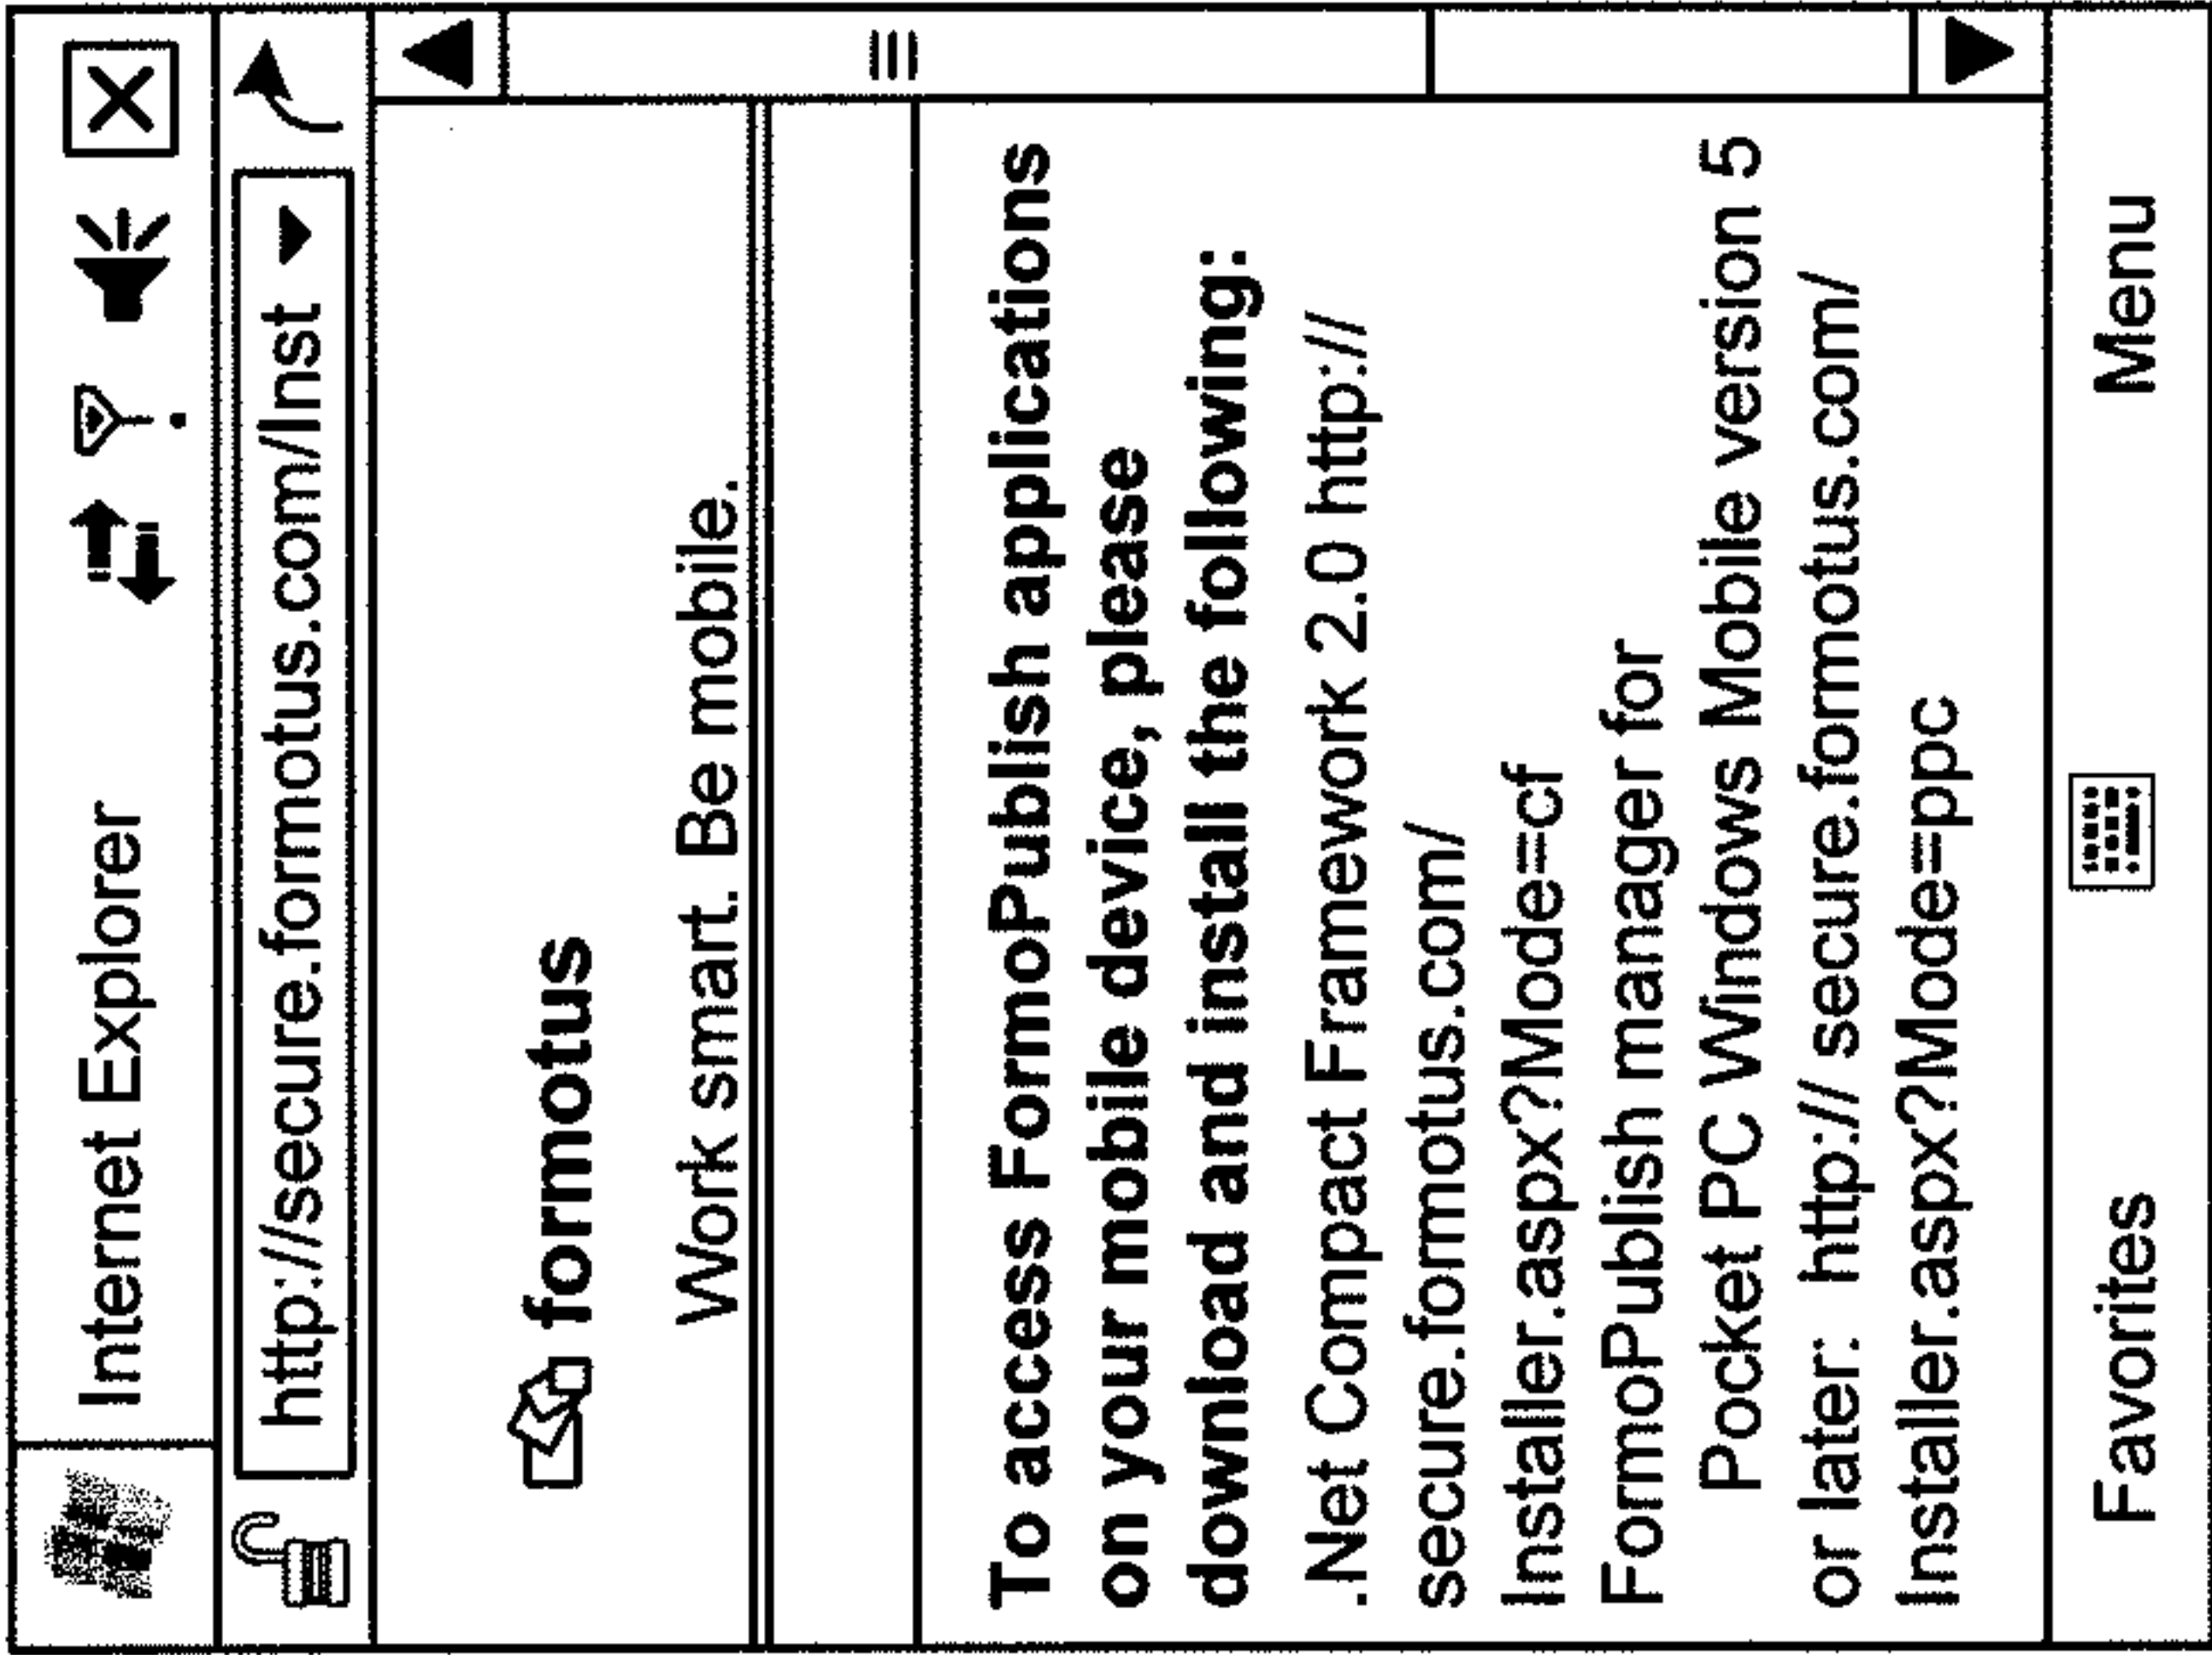 Internet Explorer
http://secure.formotus.com/Inst
formotus
Work smart. Be mobile.
To access FormoPublish applications
on your mobile device, please
download and install the following:
.Net Compact Framework 2.0 http://
secure.formotus.com/
Installer.aspx?Mode=cf
FormoPublish manager for
Pocket PC Windows Mobile version 5
or later:  http:// secure.formotus.com/
Installer.aspx?Mode=ppc
Favorites
Menu